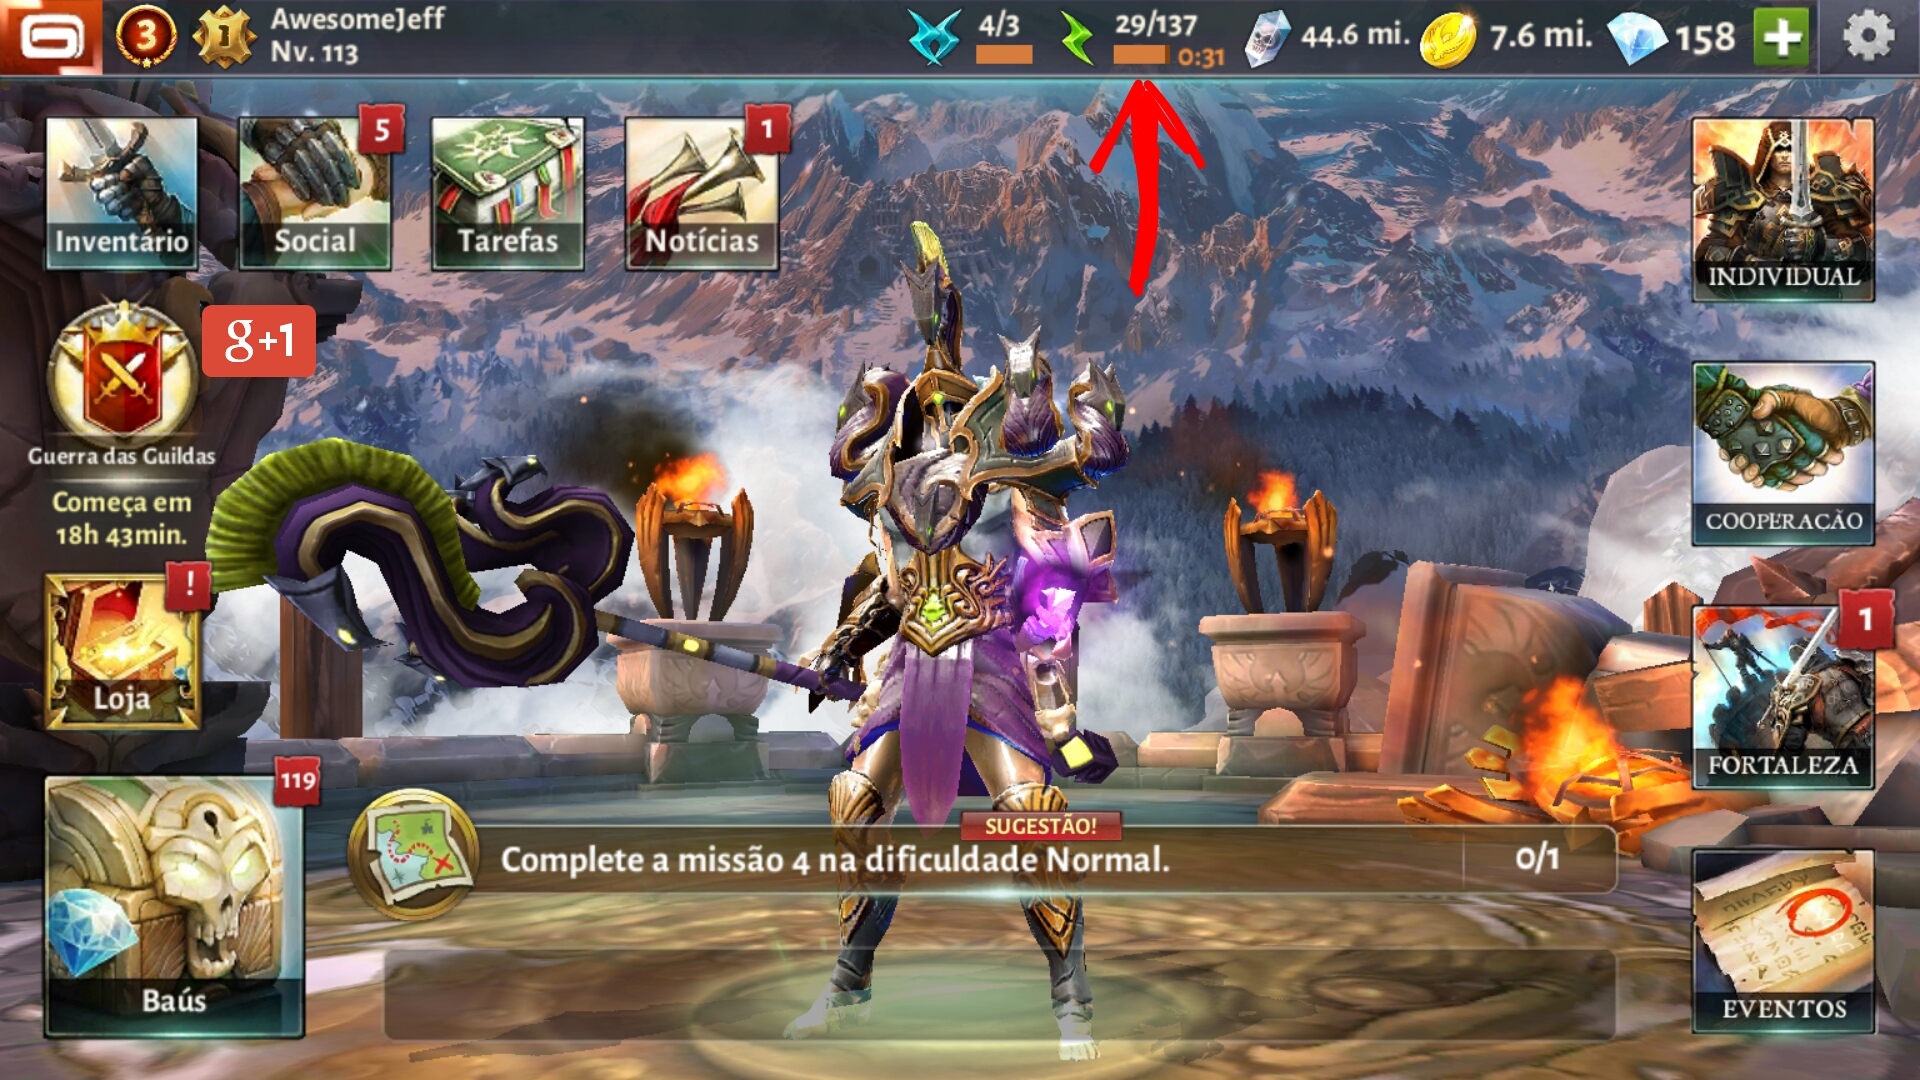 3
1
AwesomeJeff
Nv. 113
4/3
29/137
0:31
44.6 mi.
7.6 mi.
158
Inventário
5
Social
Tarefas
1
Notícias
INDIVIDUAL
g+1
Guerra das Guildas
Começa em
18h 43min.
COOPERAÇÃO
!
Loja
1
FORTALEZA
119
Baús
SUGESTÃO!
Complete a missão 4 na dificuldade Normal.
0/1
EVENTOS